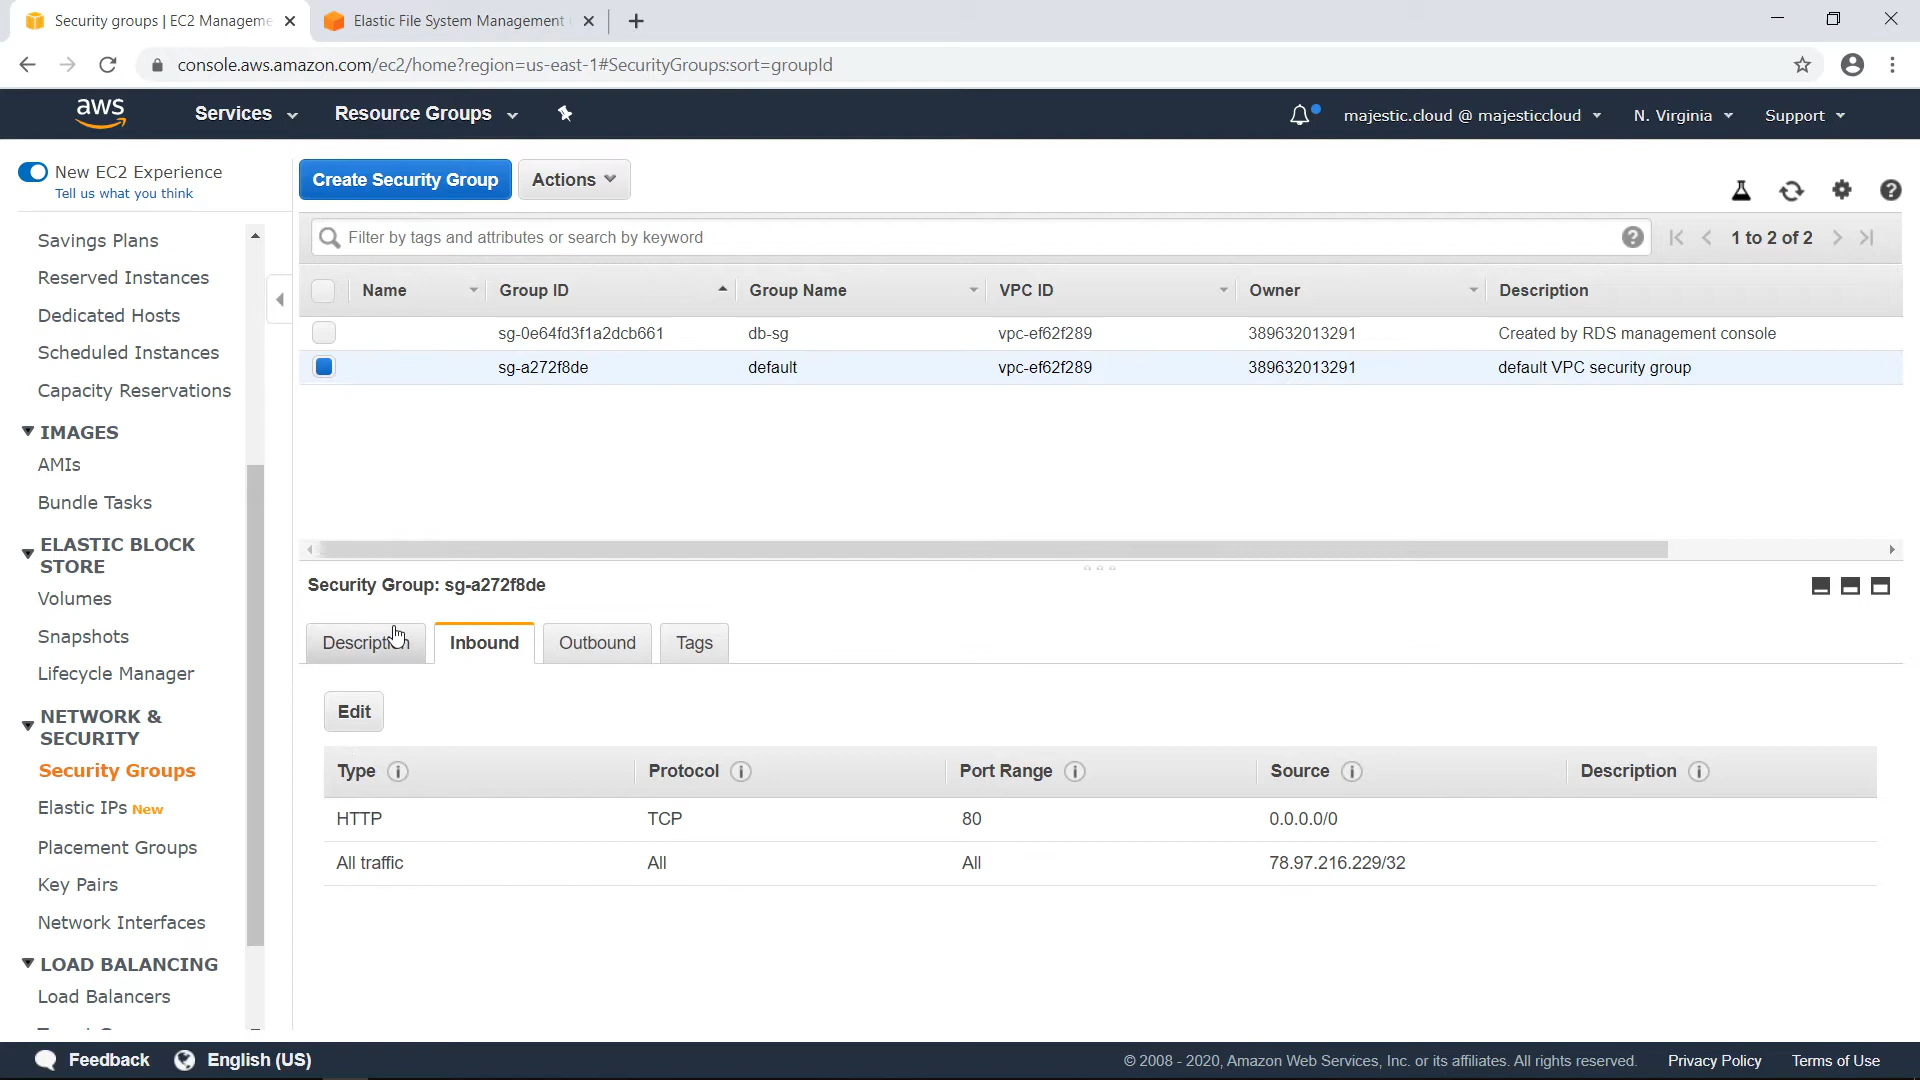 Security groups | EC2 Manageme
Elastic File System Management
console.aws.amazon.com/ec2/home?region=us-east-1#SecurityGroups:sort=groupId
aws
Services
Resource Groups
majestic.cloud @ majesticcloud
N. Virginia
Support
New EC2 Experience
Tell us what you think
Savings Plans
Reserved Instances
Dedicated Hosts
Scheduled Instances
Capacity Reservations
IMAGES
AMIs
Bundle Tasks
ELASTIC BLOCK
STORE
Volumes
Snapshots
Lifecycle Manager
NETWORK &
SECURITY
Security Groups
Elastic IPs New
Placement Groups
Key Pairs
Network Interfaces
LOAD BALANCING
Load Balancers
Create Security Group
Actions
Filter by tags and attributes or search by keyword
1 to 2 of 2
Name Group ID Group Name VPC ID Owner Description
sg-0e64fd3f1a2dcb661 db-sg vpc-ef62f289 389632013291 Created by RDS management console
sg-a272f8de default vpc-ef62f289 389632013291 default VPC security group
Security Group: sg-a272f8de
Description Inbound Outbound Tags
Edit
Type Protocol Port Range Source Description
HTTP TCP 80 0.0.0.0/0
All traffic All All 78.97.216.229/32
Feedback
English (US)
© 2008 - 2020, Amazon Web Services, Inc. or its affiliates. All rights reserved.
Privacy Policy
Terms of Use